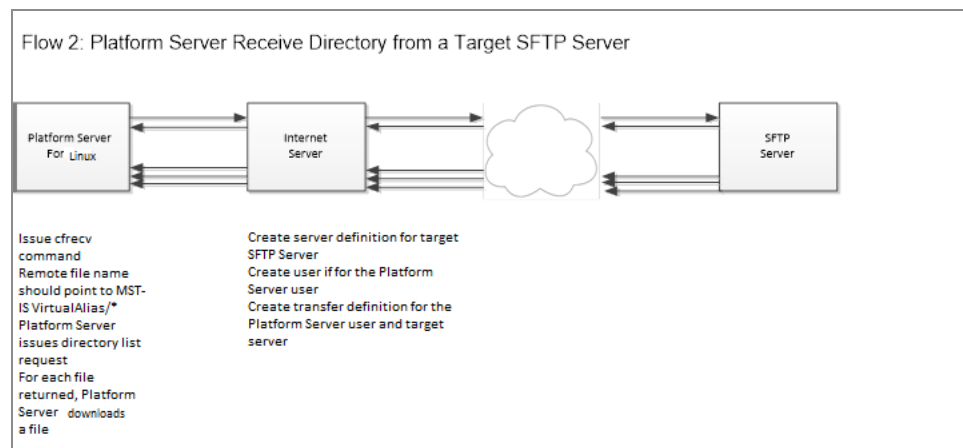 Flow 2: Platform Server Receive Directory from a Target SFTP Server
Platform Server
For Linux
Internet
Server
SFTP
Server
Issue cfrecv
command
Remote file name
should point to MST-
IS VirtualAlias/*
Platform Server
issues directory list
request
For each file
returned, Platform
Server downloads
a file
Create server definition for target
SFTP Server
Create user if for the Platform
Server user
Create transfer definition for the
Platform Server user and target
server